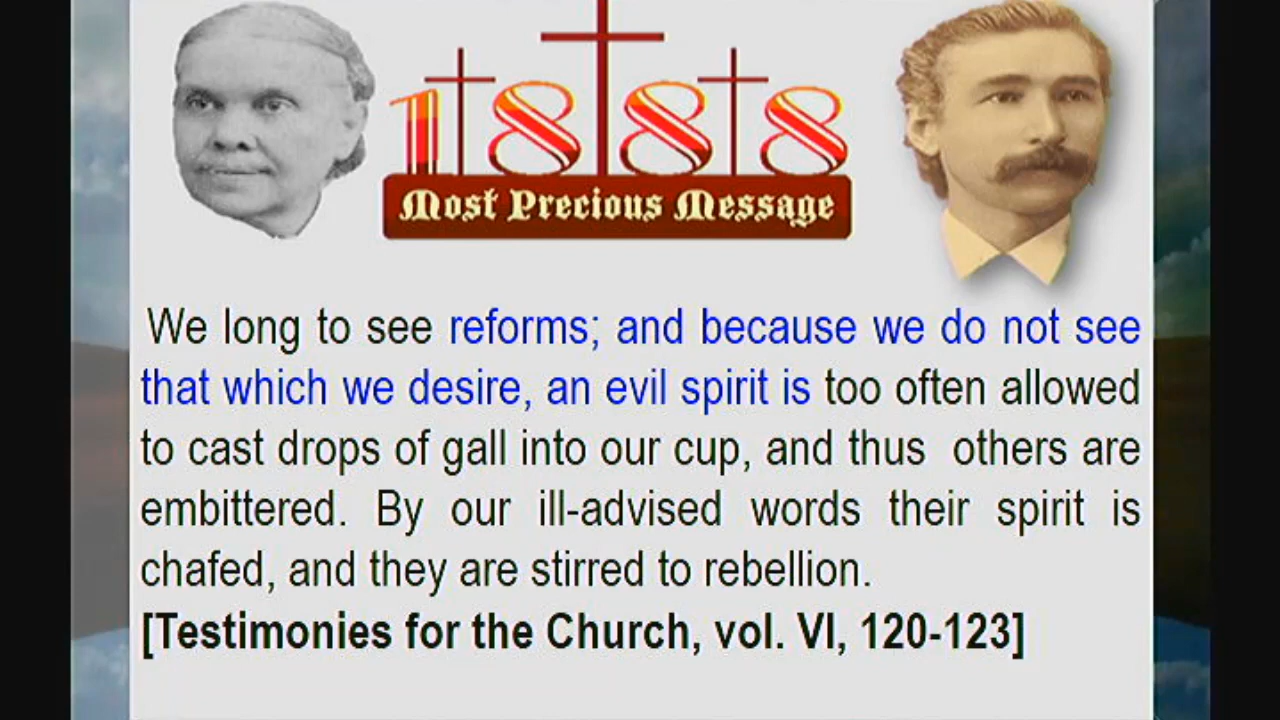 1888
Most Precious Message
We long to see reforms; and because we do not see
that which we desire, an evil spirit is too often allowed
to cast drops of gall into our cup, and thus others are
embittered. By our ill-advised words their spirit is
chafed, and they are stirred to rebellion.
[Testimonies for the Church, vol. VI, 120-123]